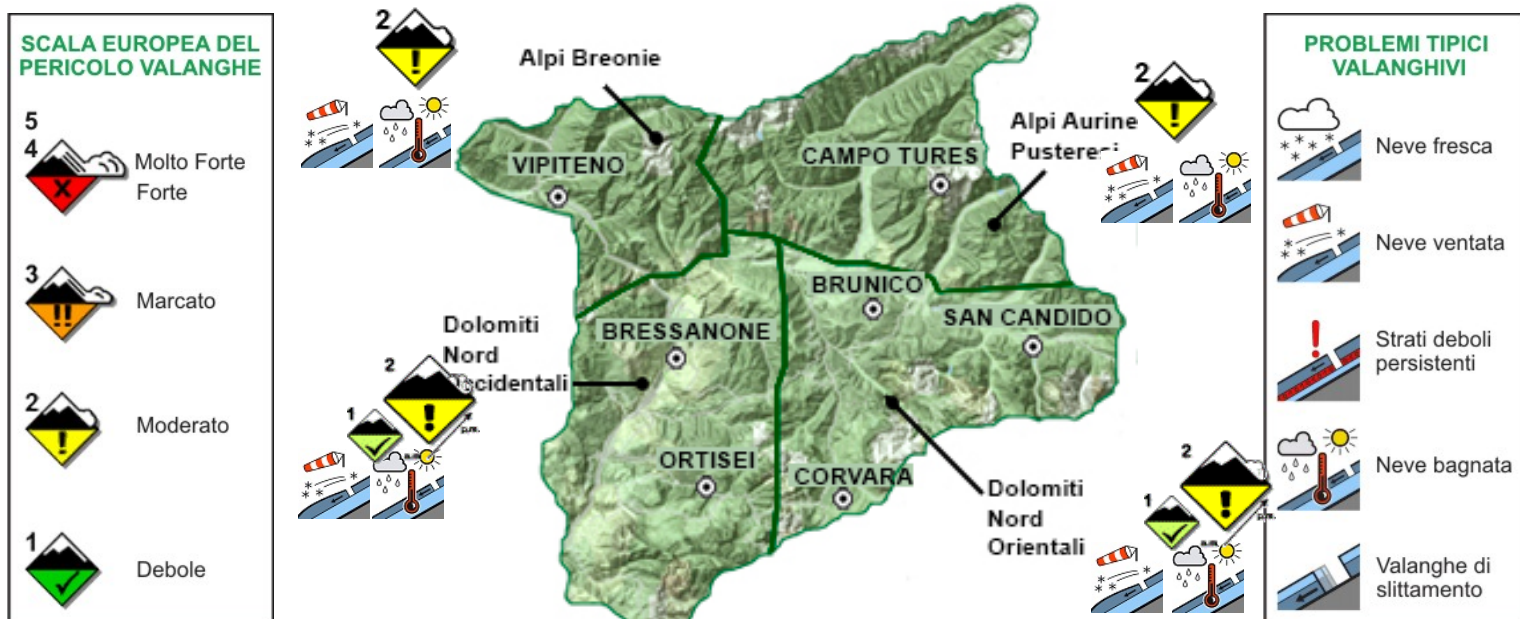 SCALA EUROPEA DEL
PERICOLO VALANGHE
5
4
Molto Forte
Forte
3
Marcato
2
Moderato
1
Debole
2
Alpi Breonie
VIPITENO
CAMPO TURES
Alpi Aurine
Pusteresi
2
BRUNICO
SAN CANDIDO
BRESSANONE
Dolomiti
Nord
Occidentali
2
1
p.m.
a.m.
ORTISEI
CORVARA
Dolomiti
Nord
Orientali
2
1
p.m.
a.m.
PROBLEMI TIPICI
VALANGHIVI
Neve fresca
Neve ventata
Strati deboli
persistenti
Neve bagnata
Valanghe di
slittamento